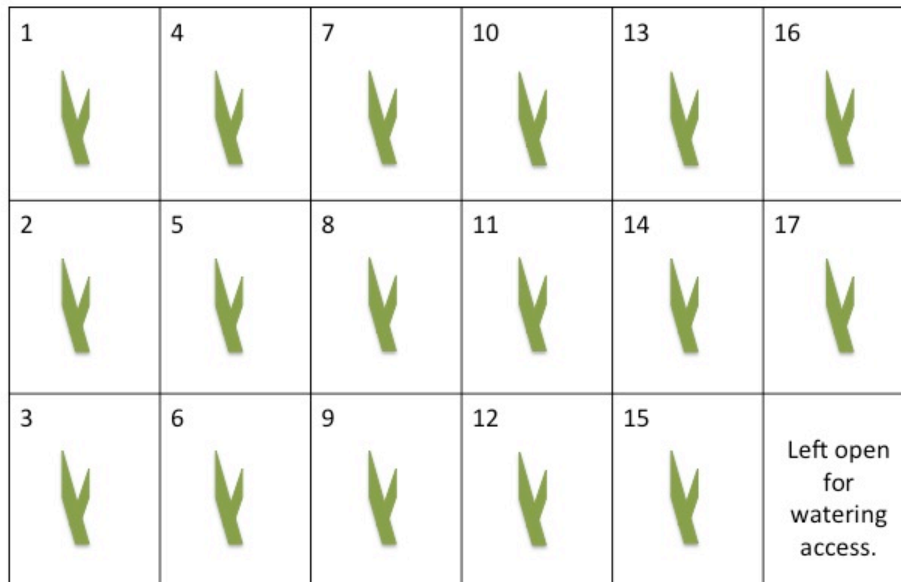 1 4 7 10 13 16
2 5 8 11 14 17
3 6 9 12 15
Left open
for
watering
access.